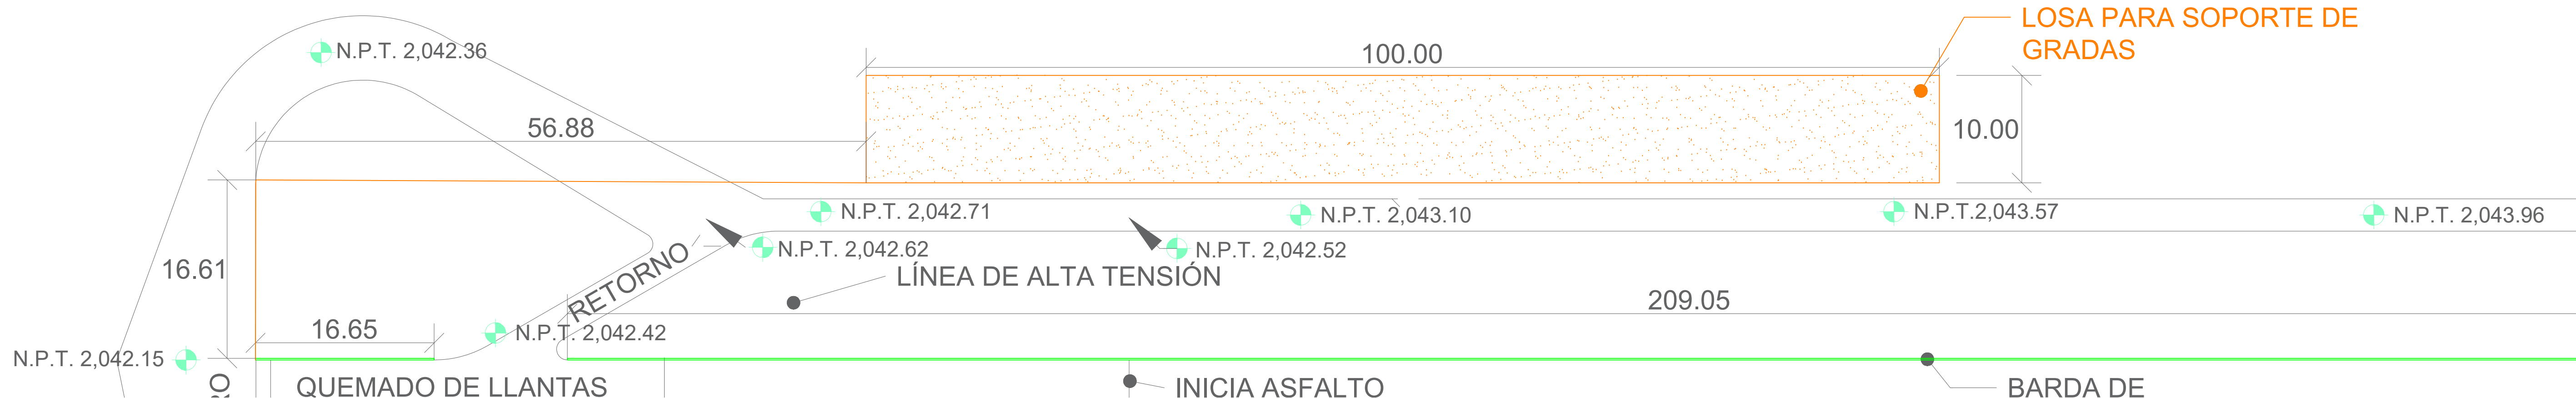 LOSA PARA SOPORTE DE
GRADAS
N.P.T. 2,042.36
100.00
56.88
10.00
N.P.T. 2,042.71
N.P.T. 2,043.10
N.P.T.2,043.57
N.P.T. 2,043.96
N.P.T. 2,042.62
N.P.T. 2,042.52
RETORNO
16.61
LÍNEA DE ALTA TENSIÓN
209.05
16.65
N.P.T. 2,042.42
N.P.T. 2,042.15
QUEMADO DE LLANTAS
INICIA ASFALTO
BARDA DE